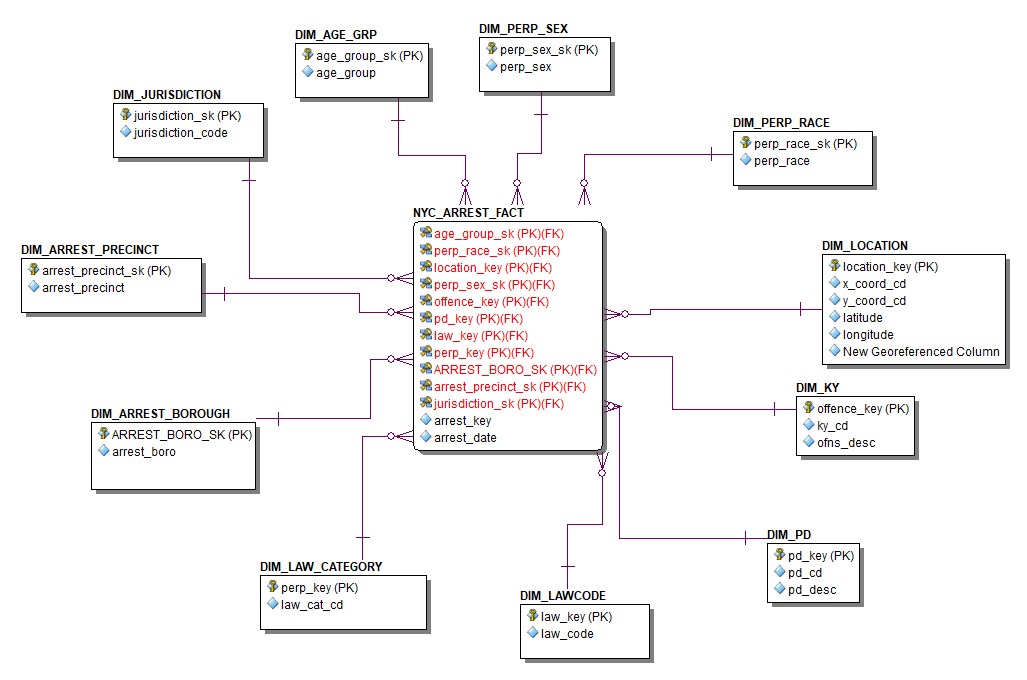 DIM_AGE_GRP
age_group_sk (PK)
age_group
DIM_PERP_SEX
perp_sex_sk (PK)
perp_sex
DIM_JURISDICTION
jurisdiction_sk (PK)
jurisdiction_code
DIM_PERP_RACE
perp_race_sk (PK)
perp_race
NYC_ARREST_FACT
age_group_sk (PK)(FK)
perp_race_sk (PK)(FK)
location_key (PK)(FK)
perp_sex_sk (PK)(FK)
offence_key (PK)(FK)
pd_key (PK)(FK)
law_key (PK)(FK)
perp_key (PK)(FK)
ARREST_BORO_SK (PK)(FK)
arrest_precinct_sk (PK)(FK)
jurisdiction_sk (PK)(FK)
arrest_key
arrest_date
DIM_ARREST_PRECINCT
arrest_precinct_sk (PK)
arrest_precinct
DIM_LOCATION
location_key (PK)
x_coord_cd
y_coord_cd
latitude
longitude
New Georeferenced Column
DIM_KY
offence_key (PK)
ky_cd
ofns_desc
DIM_ARREST_BOROUGH
ARREST_BORO_SK (PK)
arrest_boro
DIM_PD
pd_key (PK)
pd_cd
pd_desc
DIM_LAW_CATEGORY
perp_key (PK)
law_cat_cd
DIM_LAWCODE
law_key (PK)
law_code